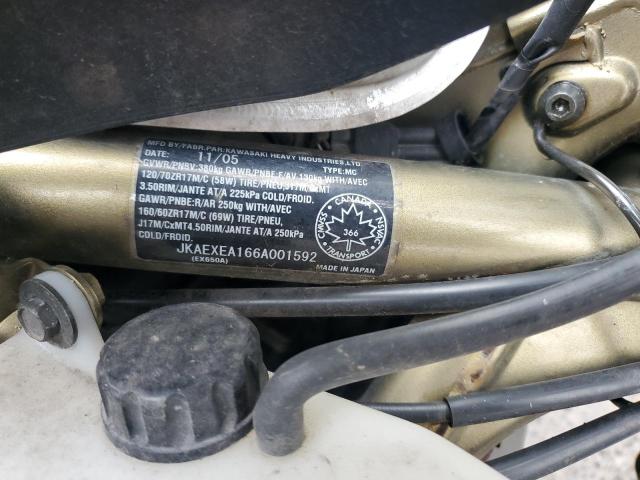 MFD BY/FABR.PAR:KAWASAKI HEAVY INDUSTRIES,LTD.
DATE: 11/05 TYPE:MC
GVWR/PNBV 380kg GAWR/PNBE:F/AV 130kg WITH/AVEC
120/70ZR17M/C (58W) TIRE/PNEU,J17M/CxMT
3.50RIM/JANTE AT/A 225kPa COLD/FROID.
GAWR/PNBE:R/AR 250kg WITH/AVEC
160/60ZR17M/C (69W) TIRE/PNEU,
J17M/CxMT4.50RIM/JANTE AT/A 250kPa
COLD/FROID.
JKAEXEA166A001592
(EX650A)
MADE IN JAPAN
CANADA
CMVSS
366
NSVAC
TRANSPORT